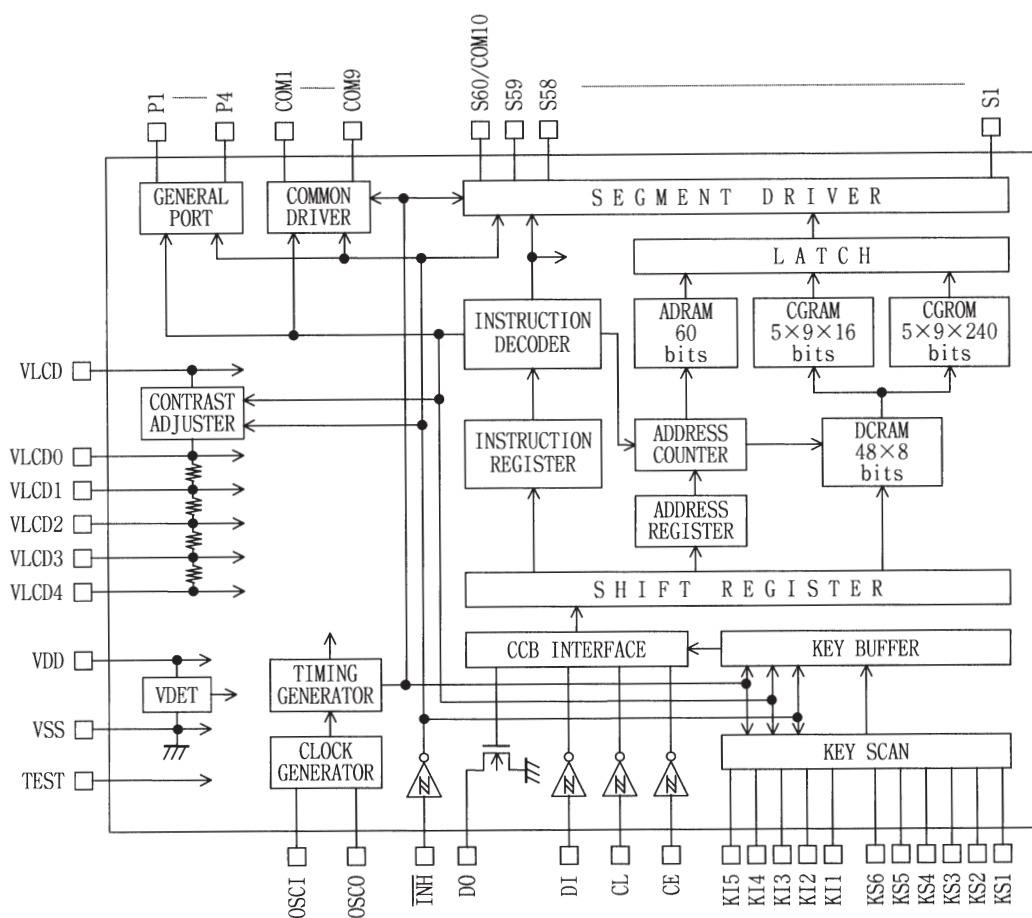 P1
P4
COM1
COM9
S60/COM10
S59
S58
S1
GENERAL
PORT
COMMON
DRIVER
SEGMENT DRIVER
LATCH
INSTRUCTION
DECODER
ADRAM
60
bits
CGRAM
5×9×16
bits
CGROM
5×9×240
bits
VLCD
CONTRAST
ADJUSTER
INSTRUCTION
REGISTER
ADDRESS
COUNTER
DCRAM
48×8
bits
VLCD0
VLCD1
VLCD2
VLCD3
VLCD4
ADDRESS
REGISTER
SHIFT REGISTER
CCB INTERFACE
KEY BUFFER
VDD
VDET
VSS
TEST
TIMING
GENERATOR
CLOCK
GENERATOR
KEY SCAN
OSCI
OSCO
INH
DO
DI
CL
CE
KI5
KI4
KI3
KI2
KI1
KS6
KS5
KS4
KS3
KS2
KS1